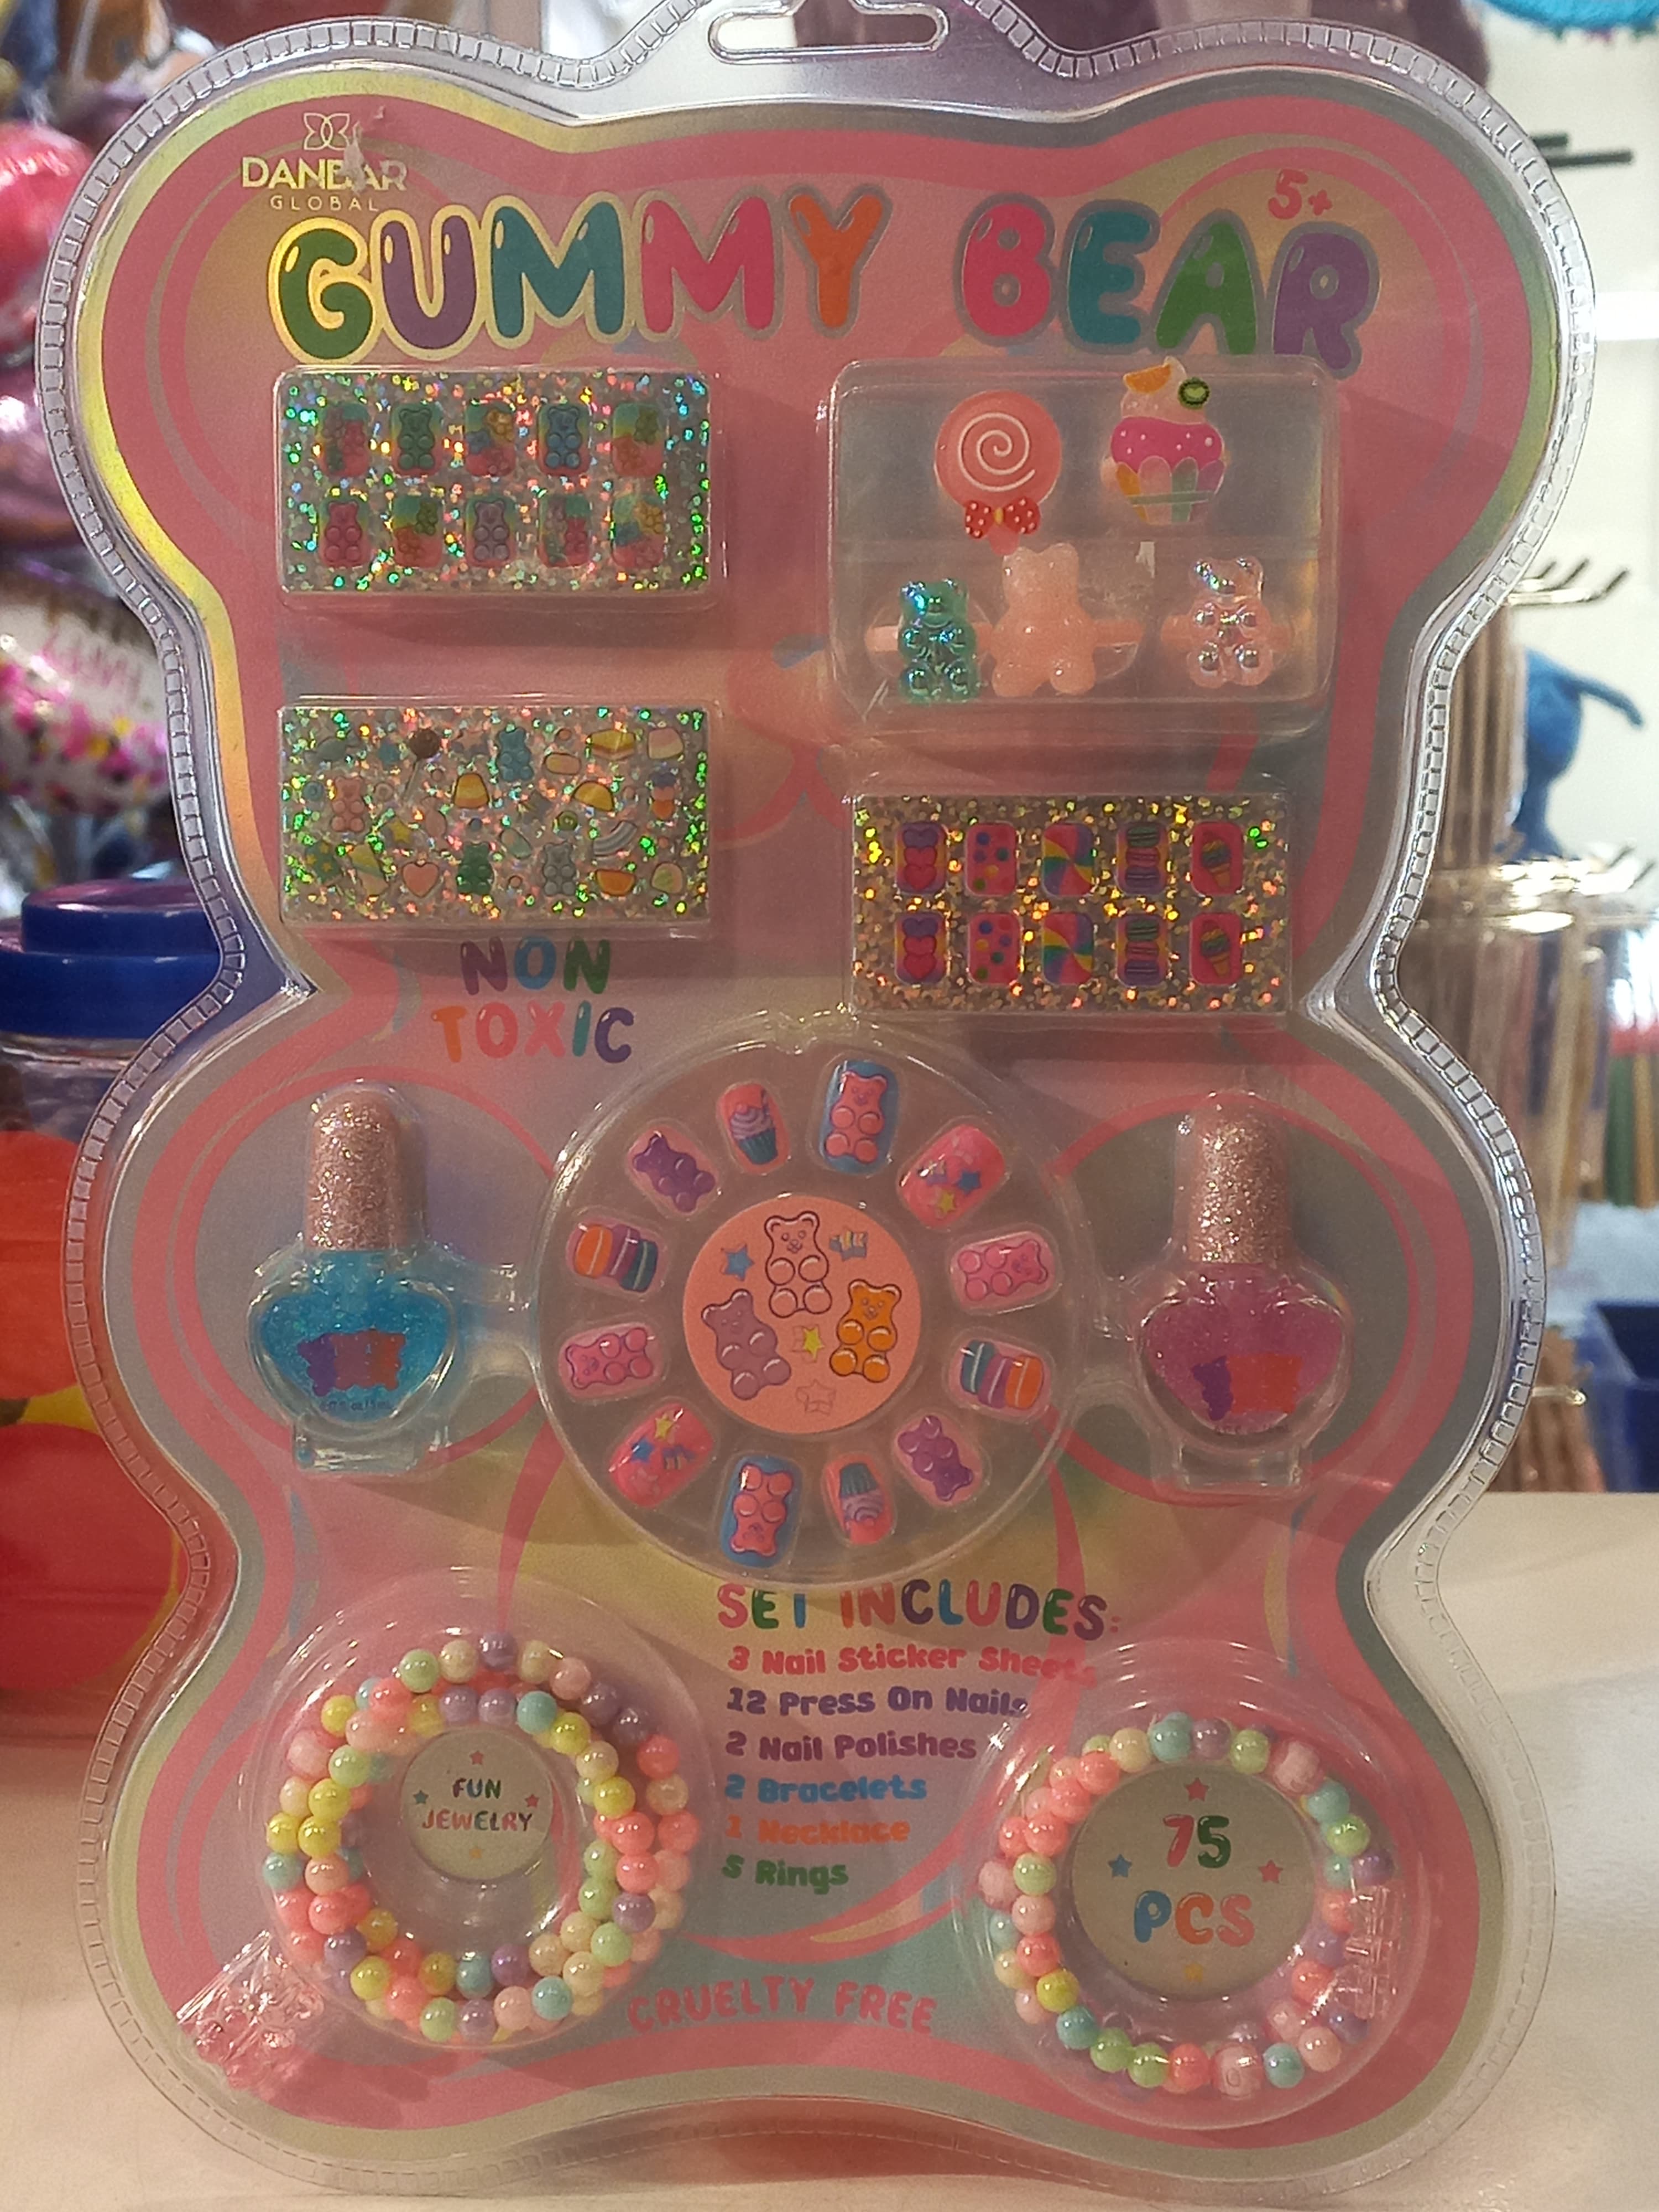 DANBAR
GLOBAL
5+
GUMMY BEAR
NON
TOXIC
SET INCLUDES:
3 Nail Sticker Sheets
12 Press On Nails
2 Nail Polishes
2 Bracelets
1 Necklace
5 Rings
FUN
JEWELRY
75
PCS
CRUELTY FREE